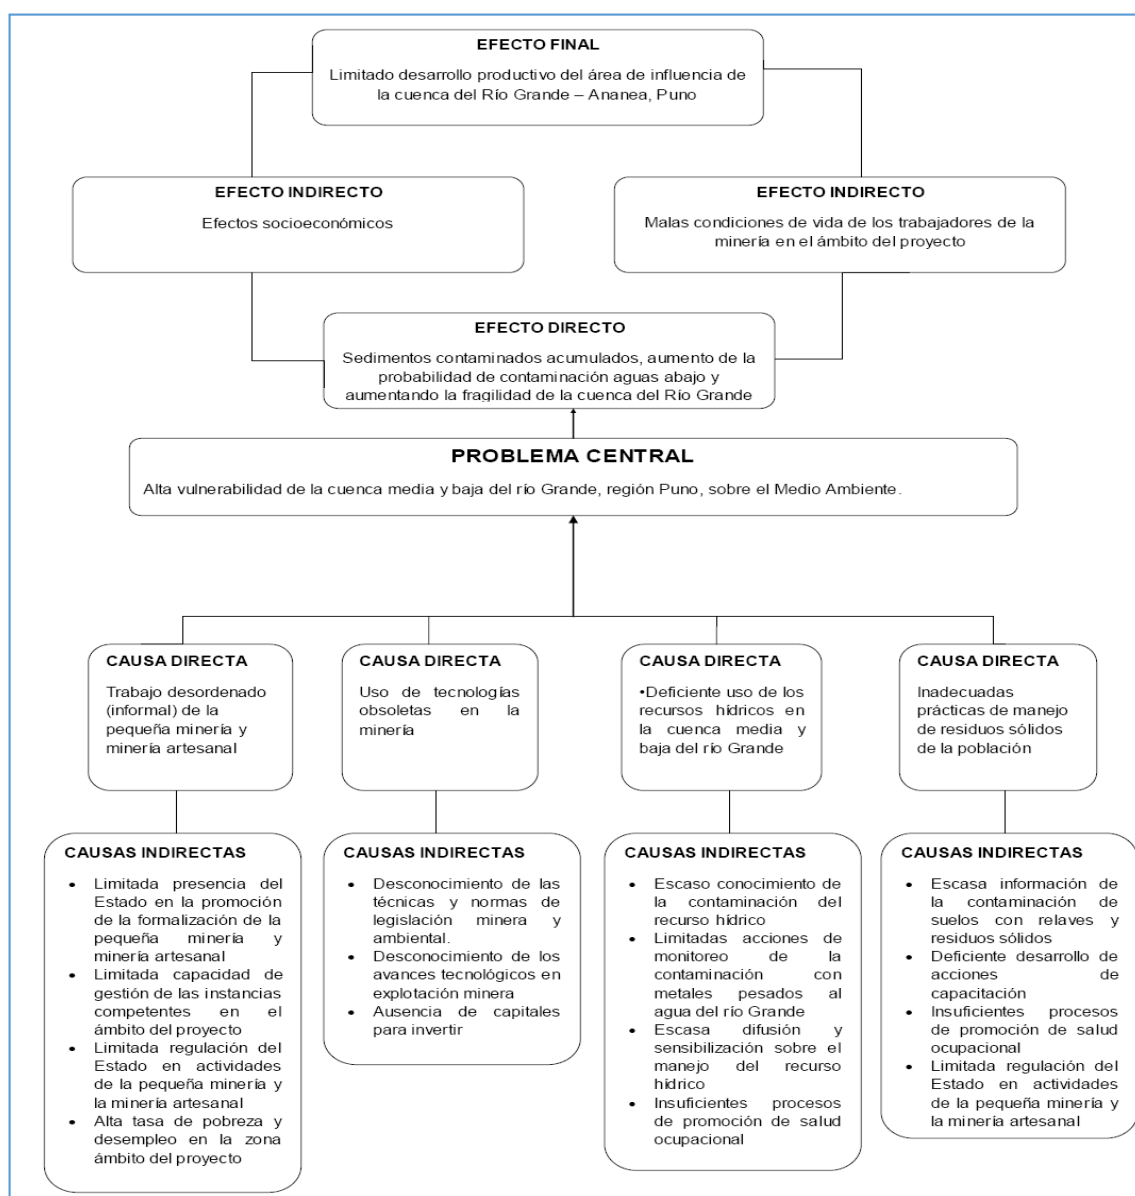 EFECTO FINAL
Limitado desarrollo productivo del área de influencia de
la cuenca del Río Grande – Ananea, Puno
EFECTO INDIRECTO
Efectos socioeconómicos
EFECTO INDIRECTO
Malas condiciones de vida de los trabajadores de la
minería en el ámbito del proyecto
EFECTO DIRECTO
Sedimentos contaminados acumulados, aumento de la
probabilidad de contaminación aguas abajo y
aumentando la fragilidad de la cuenca del Río Grande
PROBLEMA CENTRAL
Alta vulnerabilidad de la cuenca media y baja del río Grande, región Puno, sobre el Medio Ambiente.
CAUSA DIRECTA
Trabajo desordenado
(informal) de la
pequeña minería y
minería artesanal
CAUSA DIRECTA
Uso de tecnologías
obsoletas en la
minería
CAUSA DIRECTA
•Deficiente uso de los
recursos hídricos en
la cuenca media y
baja del río Grande
CAUSA DIRECTA
Inadecuadas
prácticas de manejo
de residuos sólidos
de la población
CAUSAS INDIRECTAS
• Limitada presencia del
Estado en la promoción
de la formalización de la
pequeña minería y
minería artesanal
• Limitada capacidad de
gestión de las instancias
competentes en el
ámbito del proyecto
• Limitada regulación del
Estado en actividades
de la pequeña minería y
la minería artesanal
• Alta tasa de pobreza y
desempleo en la zona
ámbito del proyecto
CAUSAS INDIRECTAS
• Desconocimiento de las
técnicas y normas de
legislación minera y
ambiental.
• Desconocimiento de los
avances tecnológicos en
explotación minera
• Ausencia de capitales
para invertir
CAUSAS INDIRECTAS
• Escaso conocimiento de
la contaminación del
recurso hídrico
• Limitadas acciones de
monitoreo de la
contaminación con
metales pesados al
agua del río Grande
• Escasa difusión y
sensibilización sobre el
manejo del recurso
hídrico
• Insuficientes procesos
de promoción de salud
ocupacional
CAUSAS INDIRECTAS
• Escasa información de
la contaminación de
suelos con relaves y
residuos sólidos
• Deficiente desarrollo de
acciones de
capacitación
• Insuficientes procesos
de promoción de salud
ocupacional
• Limitada regulación del
Estado en actividades
de la pequeña minería y
la minería artesanal